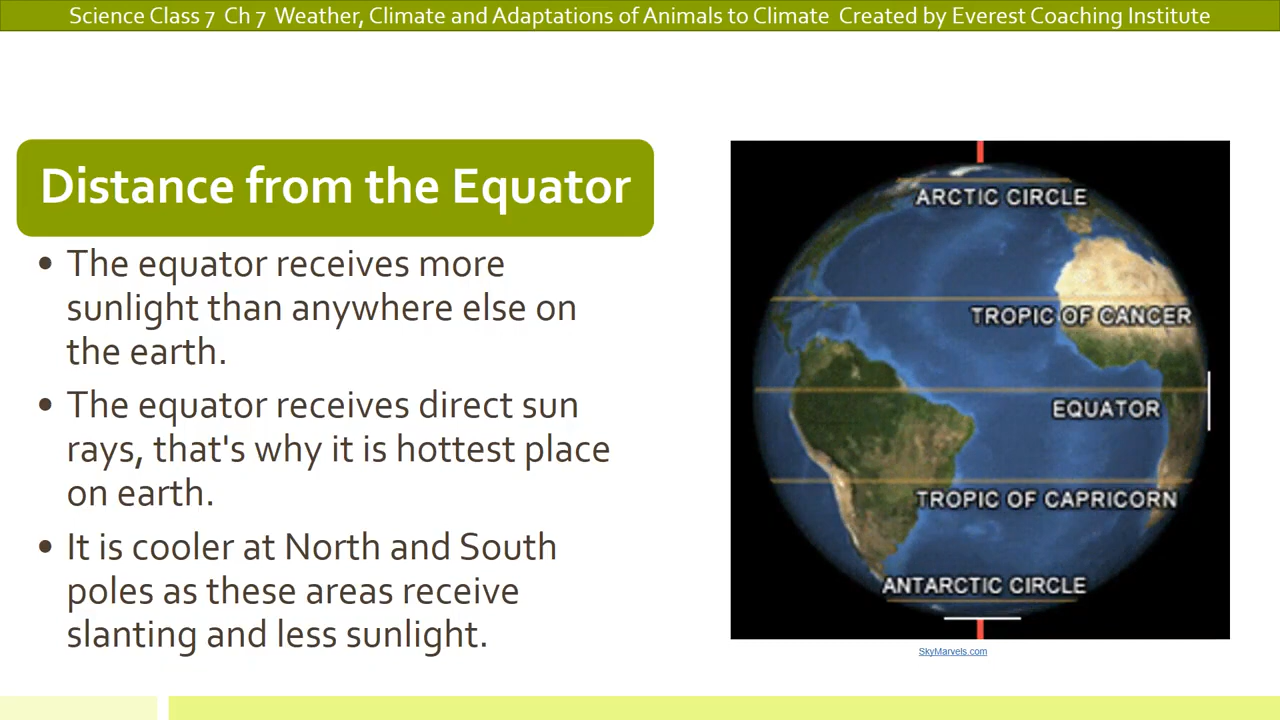 Science Class 7  Ch 7  Weather, Climate and Adaptations of Animals to Climate  Created by Everest Coaching Institute
Distance from the Equator
• The equator receives more
sunlight than anywhere else on
the earth.
• The equator receives direct sun
rays, that's why it is hottest place
on earth.
• It is cooler at North and South
poles as these areas receive
slanting and less sunlight.
ARCTIC CIRCLE
TROPIC OF CANCER
EQUATOR
TROPIC OF CAPRICORN
ANTARCTIC CIRCLE
SkyMarvels.com